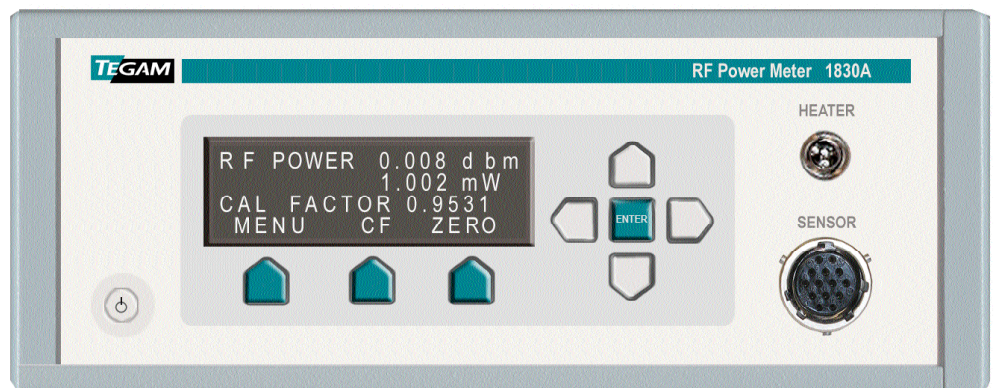 TEGAM
RF Power Meter 1830A
HEATER
RF POWER 0.008 dbm
1.002 mW
CAL FACTOR 0.9531
MENU CF ZERO
ENTER
SENSOR